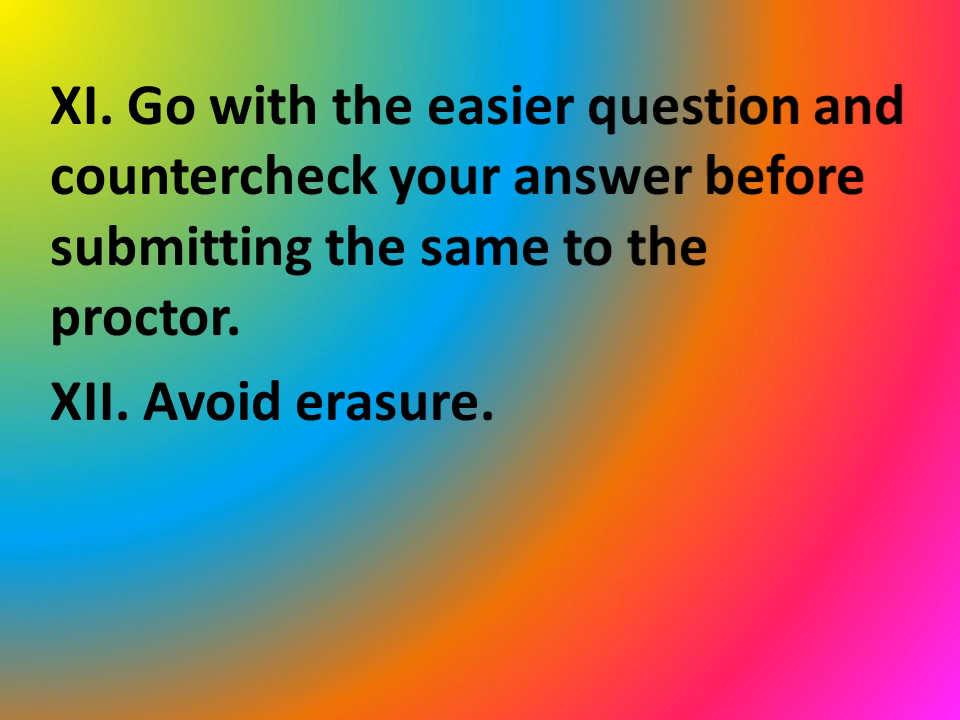 XI. Go with the easier question and
countercheck your answer before
submitting the same to the
proctor.
XII. Avoid erasure.